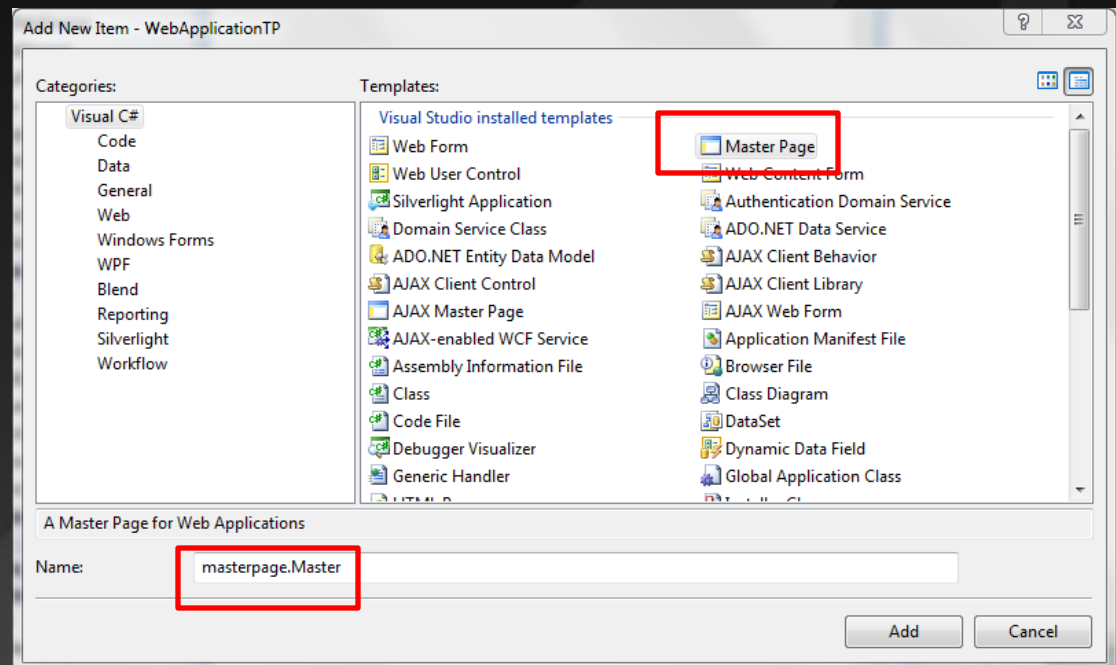 Add New Item - WebApplicationTP
Categories:
Templates:
Visual C#
Code
Data
General
Web
Windows Forms
WPF
Blend
Reporting
Silverlight
Workflow
Visual Studio installed templates
Web Form
Master Page
Web User Control
Web Content Form
Silverlight Application
Authentication Domain Service
Domain Service Class
ADO.NET Data Service
ADO.NET Entity Data Model
AJAX Client Behavior
AJAX Client Control
AJAX Client Library
AJAX Master Page
AJAX Web Form
AJAX-enabled WCF Service
Application Manifest File
Assembly Information File
Browser File
Class
Class Diagram
Code File
DataSet
Debugger Visualizer
Dynamic Data Field
Generic Handler
Global Application Class
A Master Page for Web Applications
Name:
masterpage.Master
Add
Cancel